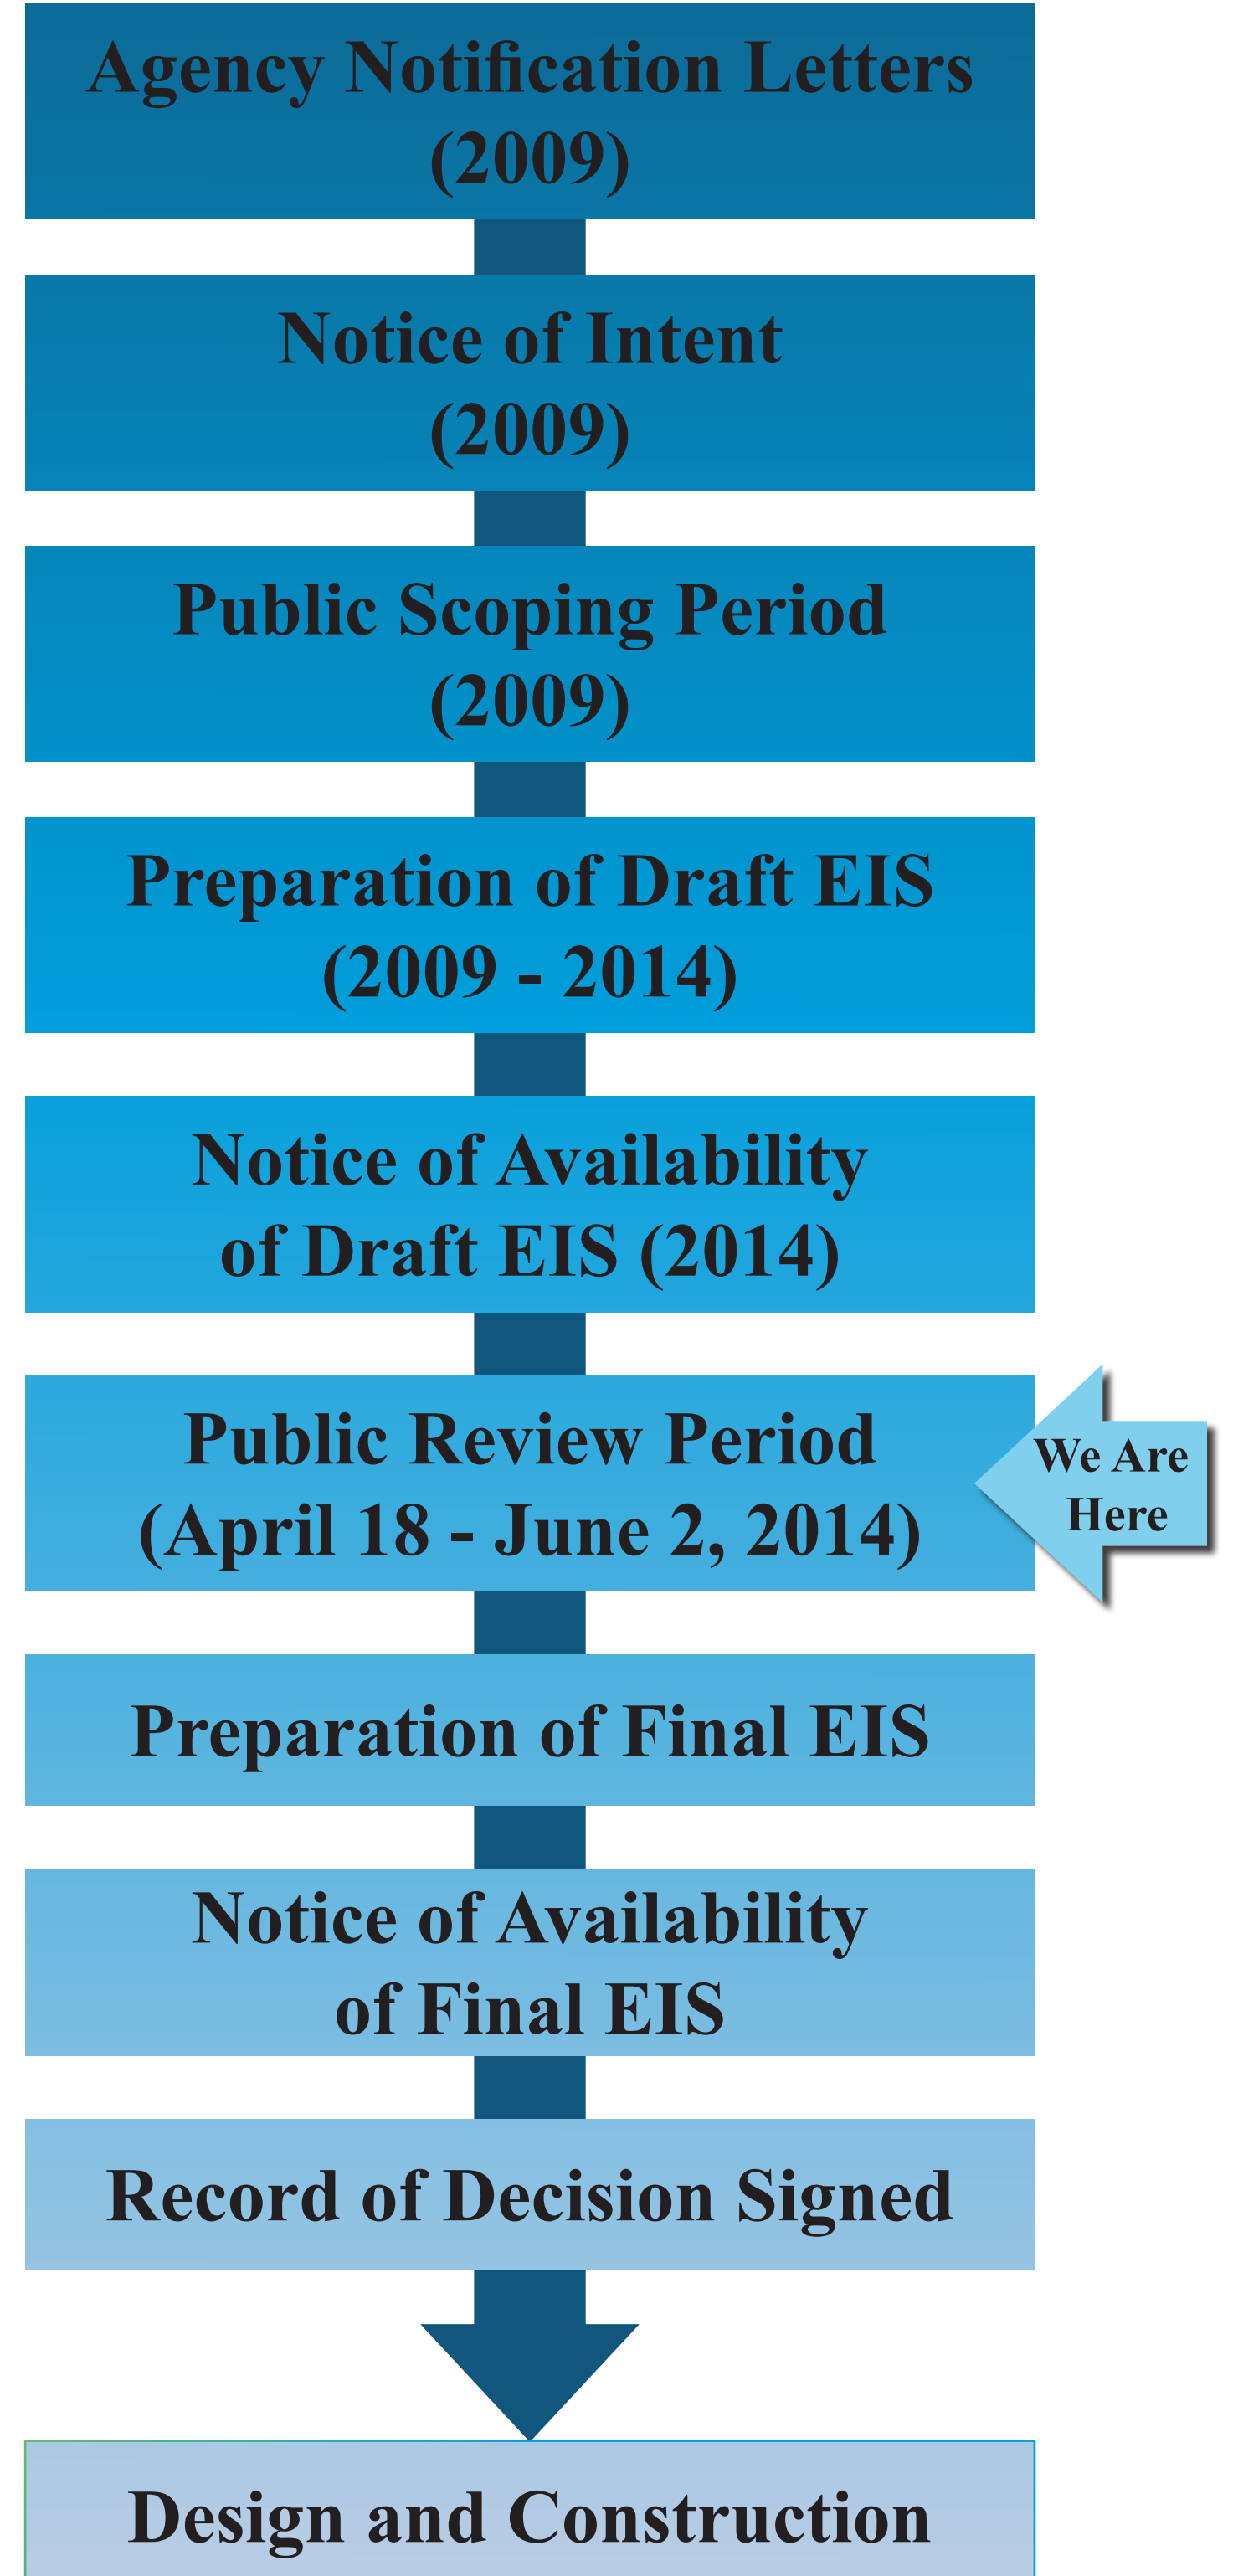 Agency Notification Letters
(2009)
Notice of Intent
(2009)
Public Scoping Period
(2009)
Preparation of Draft EIS
(2009 - 2014)
Notice of Availability
of Draft EIS (2014)
Public Review Period
(April 18 - June 2, 2014)
We Are
Here
Preparation of Final EIS
Notice of Availability
of Final EIS
Record of Decision Signed
Design and Construction